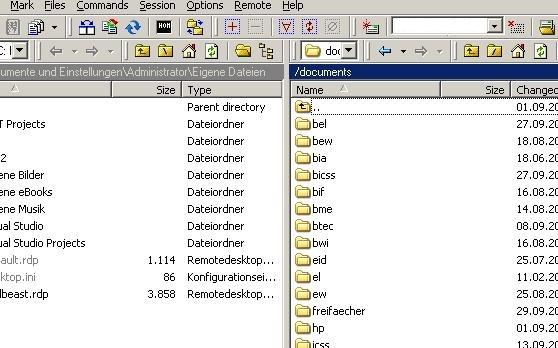 Mark Files Commands Session Options Remote Help
C: doc
umente und Einstellungen\Administrator\Eigene Dateien
Size Type
Parent directory
T Projects Dateiordner
Dateiordner
2 Dateiordner
ene Bilder Dateiordner
ene eBooks Dateiordner
ene Musik Dateiordner
ual Studio Dateiordner
ual Studio Projects Dateiordner
ault.rdp 1.114 Remotedesktop...
ktop.ini 86 Konfigurationsei...
lbeast.rdp 3.858 Remotedesktop...
/documents
Name Size Changed
.. 01.09.20
bel 27.09.20
bew 18.08.20
bia 18.06.20
bicss 27.09.20
bif 16.08.20
bme 14.08.20
btec 08.09.20
bwi 16.08.20
eid 25.07.20
el 11.02.20
ew 25.08.20
freifaecher 29.09.20
hp 01.09.20
icss 13.09.20